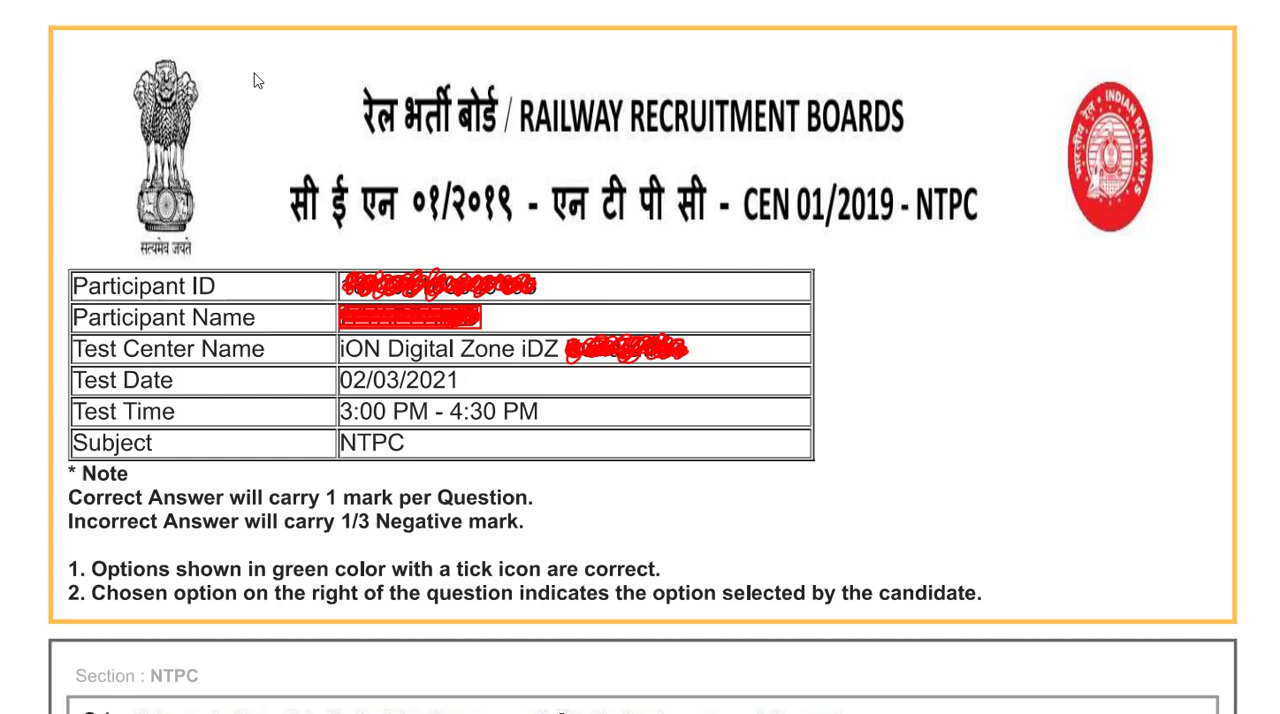 रेल भर्ती बोर्ड / RAILWAY RECRUITMENT BOARDS
सी ई एन ०१/२०१९ - एन टी पी सी - CEN 01/2019 - NTPC
सत्यमेव जयते
भारतीय रेल • INDIAN RAILWAYS
Participant ID
Participant Name
Test Center Name iON Digital Zone iDZ
Test Date 02/03/2021
Test Time 3:00 PM - 4:30 PM
Subject NTPC
* Note
Correct Answer will carry 1 mark per Question.
Incorrect Answer will carry 1/3 Negative mark.
1. Options shown in green color with a tick icon are correct.
2. Chosen option on the right of the question indicates the option selected by the candidate.
Section : NTPC